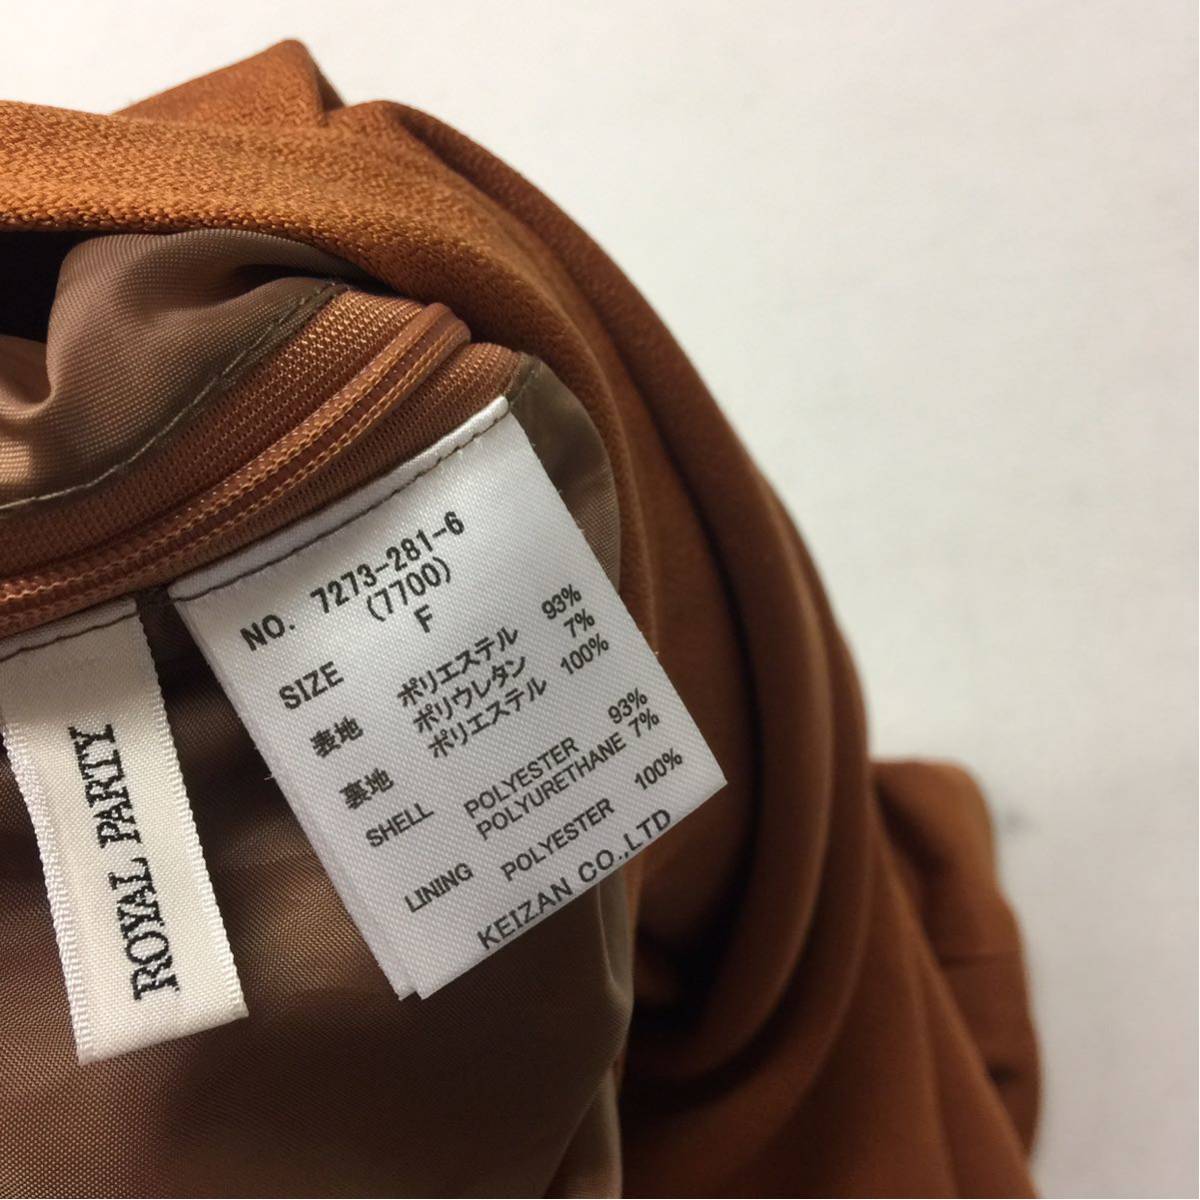 NO. 7273-281-6
(7700)
SIZE F
表地 ポリエステル 93%
ポリウレタン 7%
裏地 ポリエステル 100%
SHELL POLYESTER 93%
POLYURETHANE 7%
LINING POLYESTER 100%
KEIZAN CO.,LTD
ROYAL PARTY